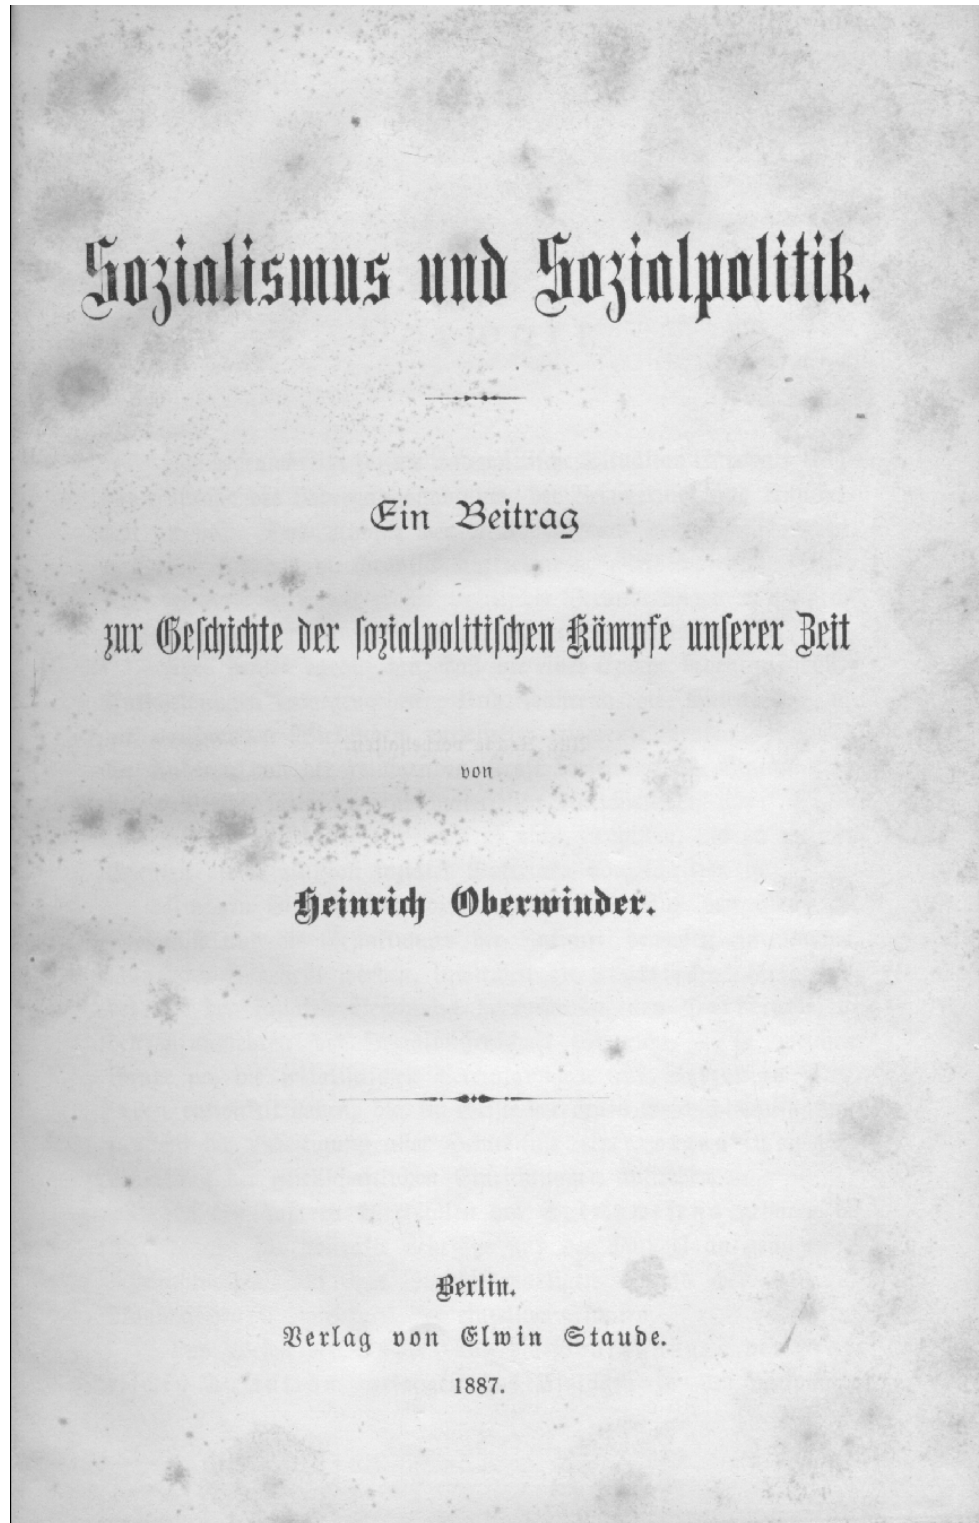 Sozialismus und Sozialpolitik.
Ein Beitrag
zur Geschichte der sozialpolitischen Kämpfe unserer Zeit
von
Heinrich Oberwinder.
Berlin.
Verlag von Elwin Staude.
1887.